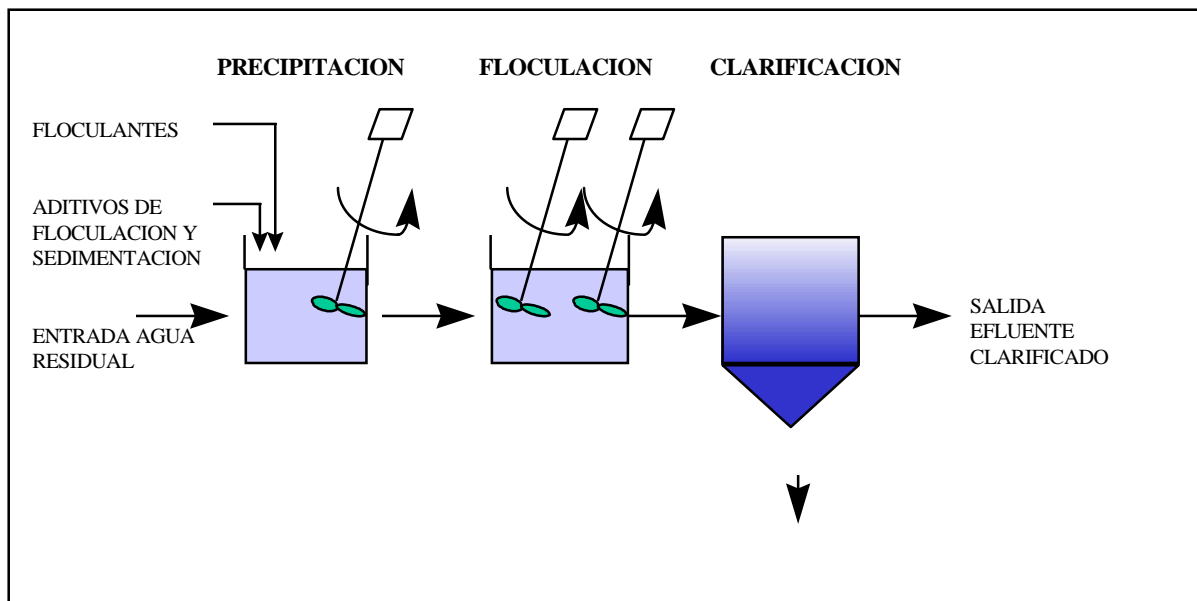 PRECIPITACION
FLOCULACION
CLARIFICACION
FLOCULANTES
ADITIVOS DE
FLOCULACION Y
SEDIMENTACION
ENTRADA AGUA
RESIDUAL
SALIDA
EFLUENTE
CLARIFICADO